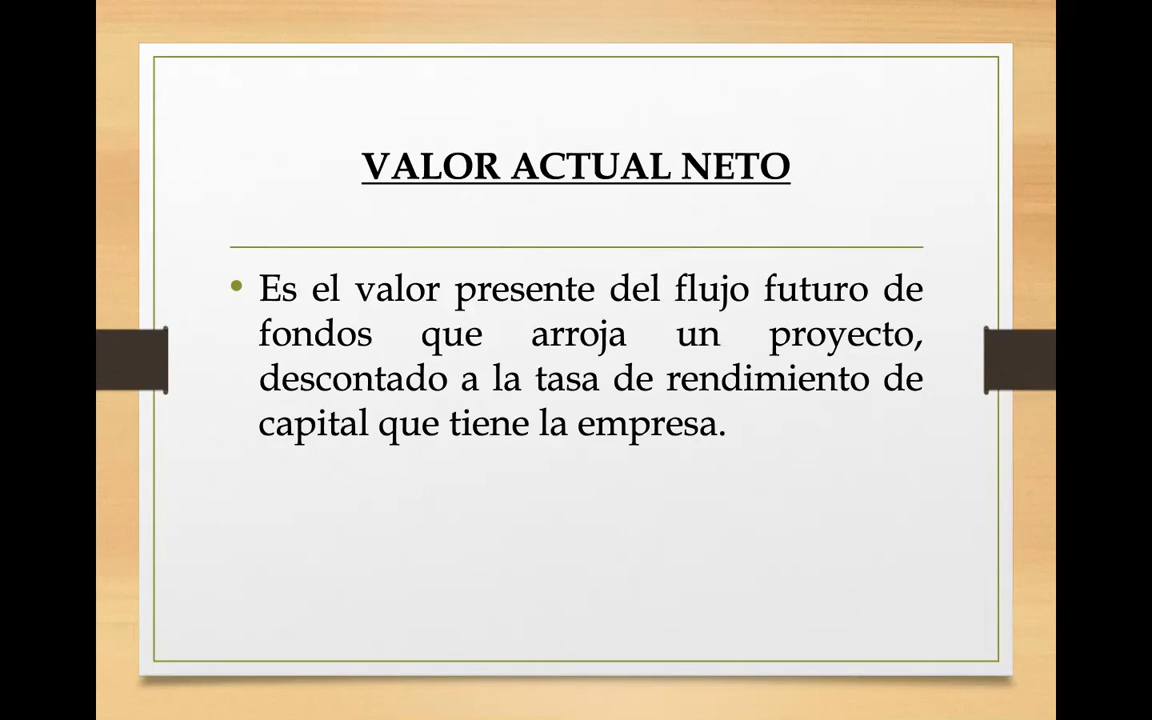 VALOR ACTUAL NETO
• Es el valor presente del flujo futuro de
fondos que arroja un proyecto,
descontado a la tasa de rendimiento de
capital que tiene la empresa.